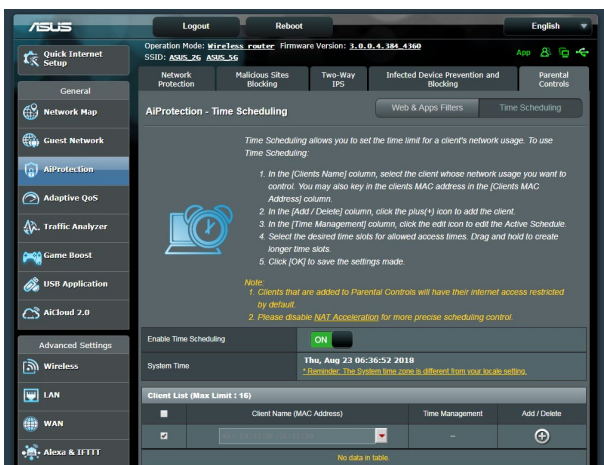 ASUS
Logout
Reboot
English
Quick Internet
Setup
Operation Mode: Wireless router Firmware Version: 3.0.0.4.384_4360
SSID: ASUS_2G ASUS_5G
App
General
Network Map
Guest Network
AiProtection
Adaptive QoS
Traffic Analyzer
Game Boost
USB Application
AiCloud 2.0
Advanced Settings
Wireless
LAN
WAN
Alexa & IFTTT
Network
Protection
Malicious Sites
Blocking
Two-Way
IPS
Infected Device Prevention and
Blocking
Parental
Controls
AiProtection - Time Scheduling
Web & Apps Filters
Time Scheduling
Time Scheduling allows you to set the time limit for a client's network usage. To use
Time Scheduling:
1. In the [Clients Name] column, select the client whose network usage you want to
control. You may also key in the clients MAC address in the [Clients MAC
Address] column.
2. In the [Add / Delete] column, click the plus(+) icon to add the client.
3. In the [Time Management] column, click the edit icon to edit the Active Schedule.
4. Select the desired time slots for allowed access times. Drag and hold to create
longer time slots.
5. Click [OK] to save the settings made.
Note:
1. Clients that are added to Parental Controls will have their internet access restricted
by default.
2. Please disable NAT Acceleration for more precise scheduling control.
Enable Time Scheduling
ON
System Time
Thu, Aug 23 06:36:52 2018
* Reminder: The System time zone is different from your locale setting.
Client List (Max Limit : 16)
Client Name (MAC Address)
Time Management
Add / Delete
--
No data in table.